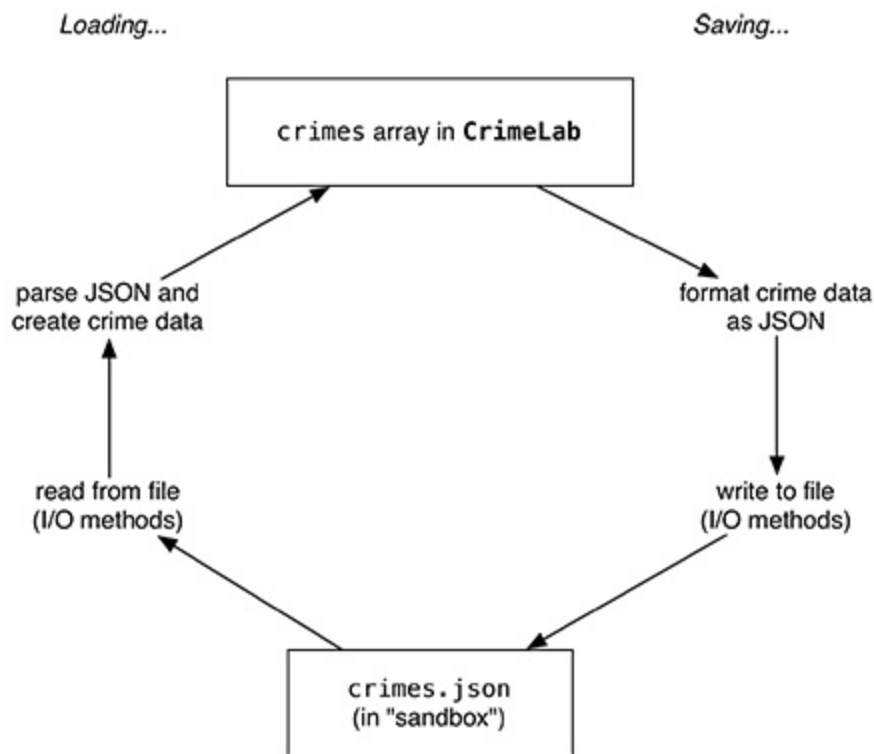 Loading...
Saving...
crimes array in CrimeLab
parse JSON and
create crime data
format crime data
as JSON
read from file
(I/O methods)
write to file
(I/O methods)
crimes.json
(in "sandbox")